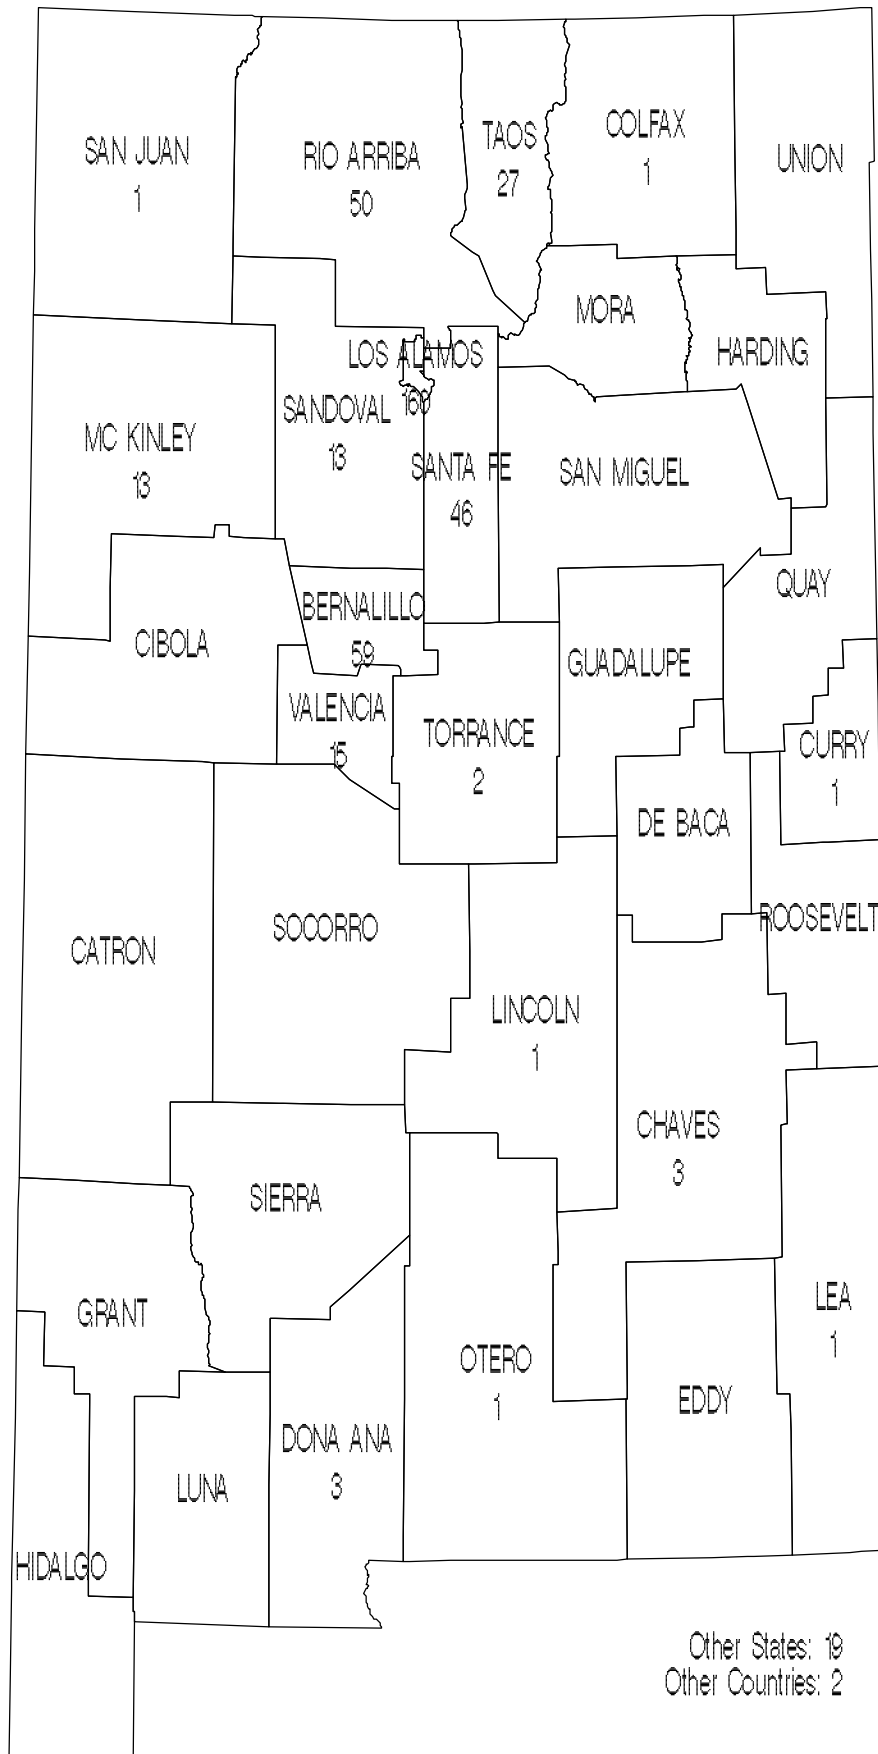 SAN JUAN
1
RIO ARRIBA
50
TAOS
27
COLFAX
1
UNION
MORA
HARDING
LOS ALAMOS
160
SANDOVAL
13
MC KINLEY
13
SANTA FE
46
SAN MIGUEL
QUAY
BERNALILLO
59
CIBOLA
GUADALUPE
VALENCIA
15
TORRANCE
2
CURRY
1
DE BACA
ROOSEVELT
SOCORRO
CATRON
LINCOLN
1
CHAVES
3
SIERRA
GRANT
LEA
1
OTERO
1
EDDY
DONA ANA
3
LUNA
HIDALGO
Other States: 19
Other Countries: 2